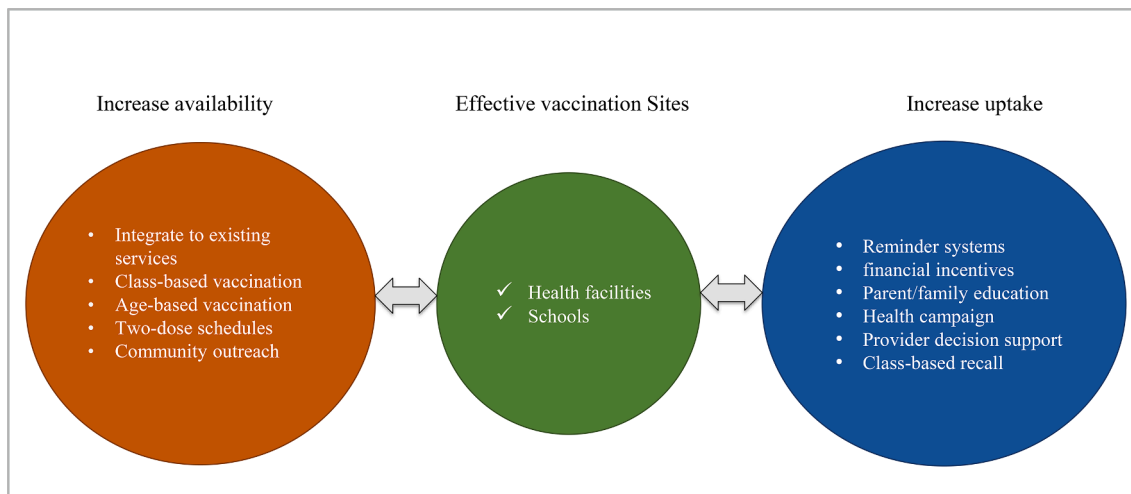 Increase availability
Effective vaccination Sites
Increase uptake
• Integrate to existing
services
• Class-based vaccination
• Age-based vaccination
• Two-dose schedules
• Community outreach
✓ Health facilities
✓ Schools
• Reminder systems
• financial incentives
• Parent/family education
• Health campaign
• Provider decision support
• Class-based recall